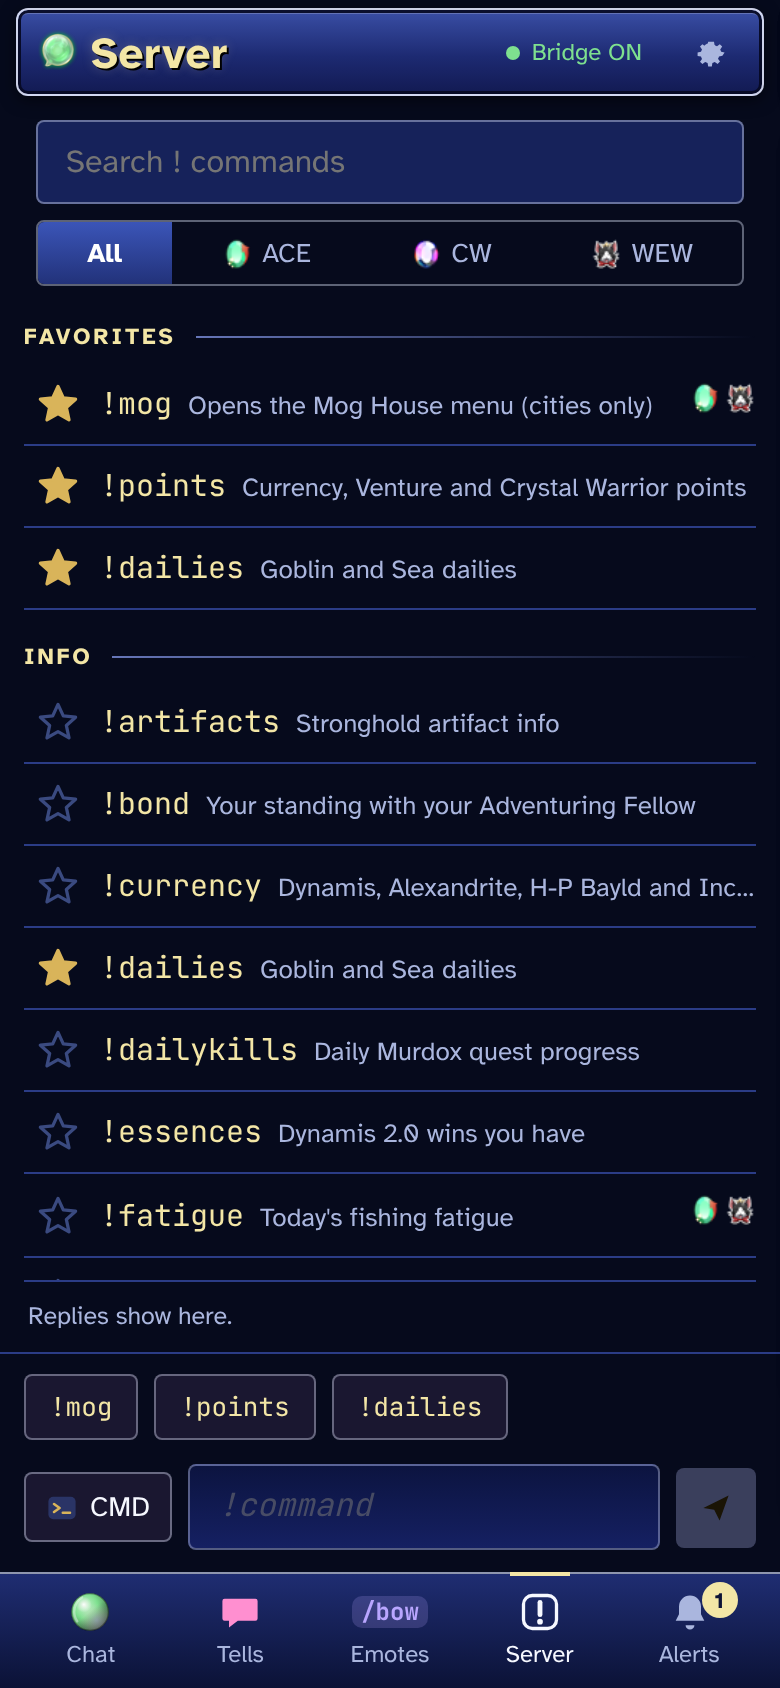 Server
Bridge ON
Search ! commands
All ACE CW WEW
FAVORITES
!mog Opens the Mog House menu (cities only)
!points Currency, Venture and Crystal Warrior points
!dailies Goblin and Sea dailies
INFO
!artifacts Stronghold artifact info
!bond Your standing with your Adventuring Fellow
!currency Dynamis, Alexandrite, H-P Bayld and Inc...
!dailies Goblin and Sea dailies
!dailykills Daily Murdox quest progress
!essences Dynamis 2.0 wins you have
!fatigue Today's fishing fatigue
Replies show here.
!mog !points !dailies
>_ CMD !command
/bow 1
Chat Tells Emotes Server Alerts